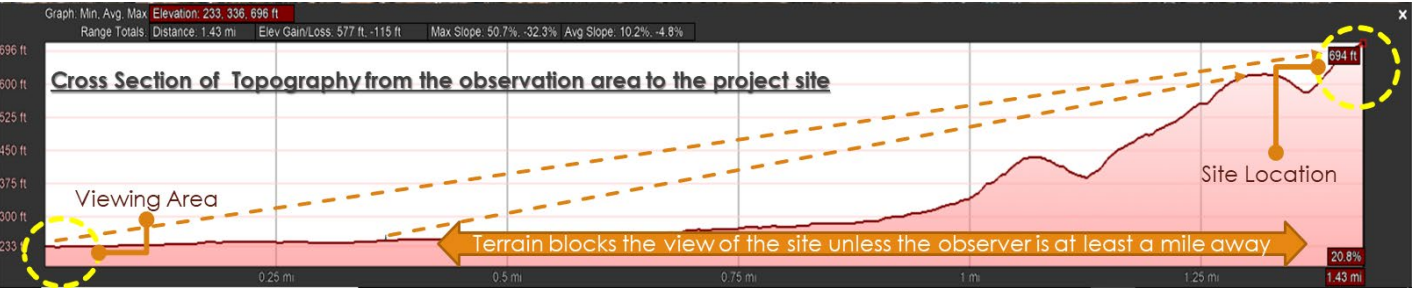 Graph: Min, Avg, Max Elevation: 233, 336, 696 ft
x
Range Totals: Distance: 1.43 mi Elev Gain/Loss: 577 ft, -115 ft Max Slope: 50.7%, -32.3% Avg Slope: 10.2%, -4.8%
696 ft
694 ft
Cross Section of Topography from the observation area to the project site
600 ft
525 ft
450 ft
375 ft
Site Location
Viewing Area
300 ft
233 ft
Terrain blocks the view of the site unless the observer is at least a mile away
20.8%
0.25 mi
0.5 mi
0.75 mi
1 mi
1.25 mi
1.43 mi